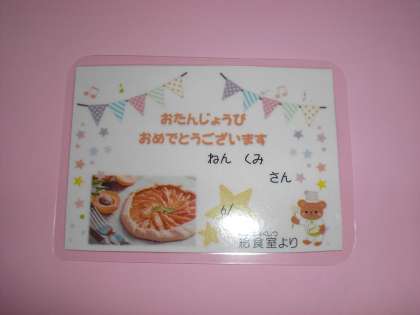 おたんじょうび
おめでとうございます
ねん くみ
さん
6/
給食室より